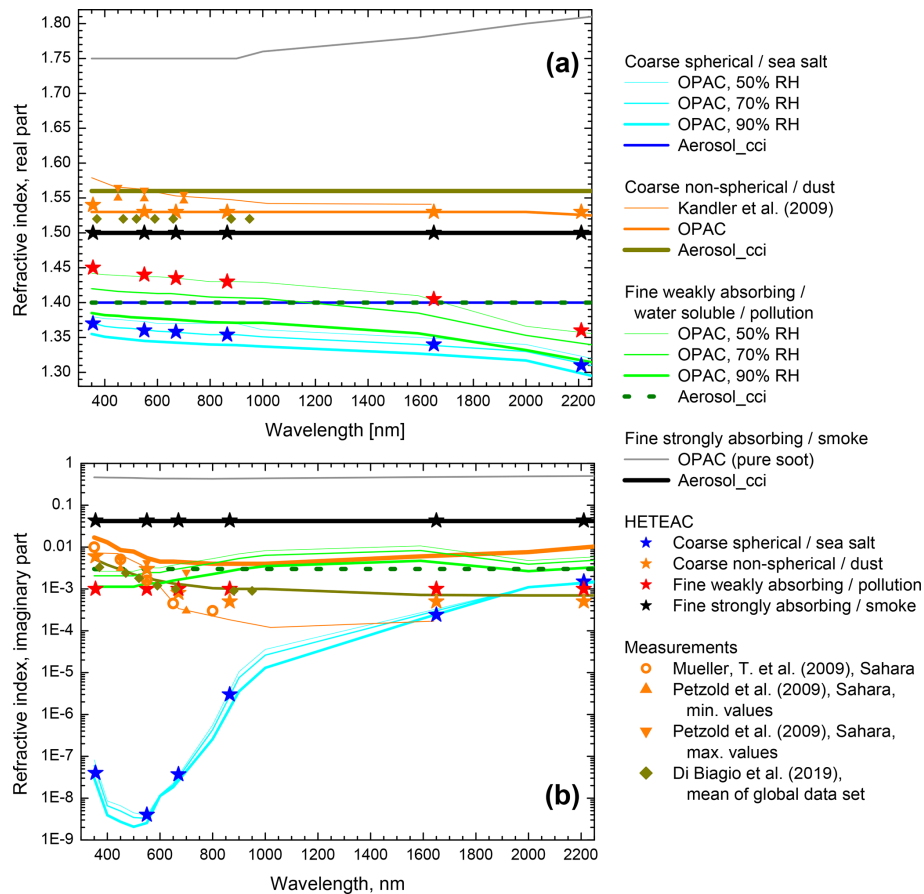 1.80
1.75
1.70
1.65
1.60
1.55
1.50
1.45
1.40
1.35
1.30
Refractive index, real part
(a)
400 600 800 1000 1200 1400 1600 1800 2000 2200
Wavelength [nm]
1
0.1
0.01
1E-3
1E-4
1E-5
1E-6
1E-7
1E-8
1E-9
Refractive index, imaginary part
(b)
400 600 800 1000 1200 1400 1600 1800 2000 2200
Wavelength, nm
Coarse spherical / sea salt
OPAC, 50% RH
OPAC, 70% RH
OPAC, 90% RH
Aerosol_cci
Coarse non-spherical / dust
Kandler et al. (2009)
OPAC
Aerosol_cci
Fine weakly absorbing /
water soluble / pollution
OPAC, 50% RH
OPAC, 70% RH
OPAC, 90% RH
Aerosol_cci
Fine strongly absorbing / smoke
OPAC (pure soot)
Aerosol_cci
HETEAC
Coarse spherical / sea salt
Coarse non-spherical / dust
Fine weakly absorbing / pollution
Fine strongly absorbing / smoke
Measurements
Mueller, T. et al. (2009), Sahara
Petzold et al. (2009), Sahara,
min. values
Petzold et al. (2009), Sahara,
max. values
Di Biagio et al. (2019),
mean of global data set